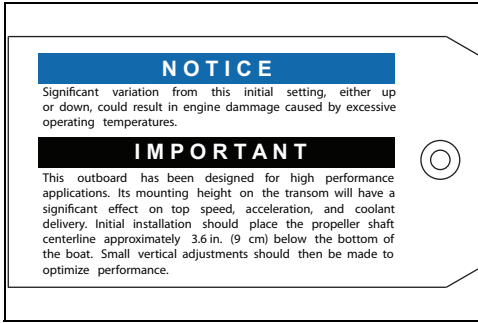 NOTICE
Significant variation from this initial setting, either up
or down, could result in engine dammage caused by excessive
operating temperatures.
IMPORTANT
This outboard has been designed for high performance
applications. Its mounting height on the transom will have a
significant effect on top speed, acceleration, and coolant
delivery. Initial installation should place the propeller shaft
centerline approximately 3.6 in. (9 cm) below the bottom of
the boat. Small vertical adjustments should then be made to
optimize performance.